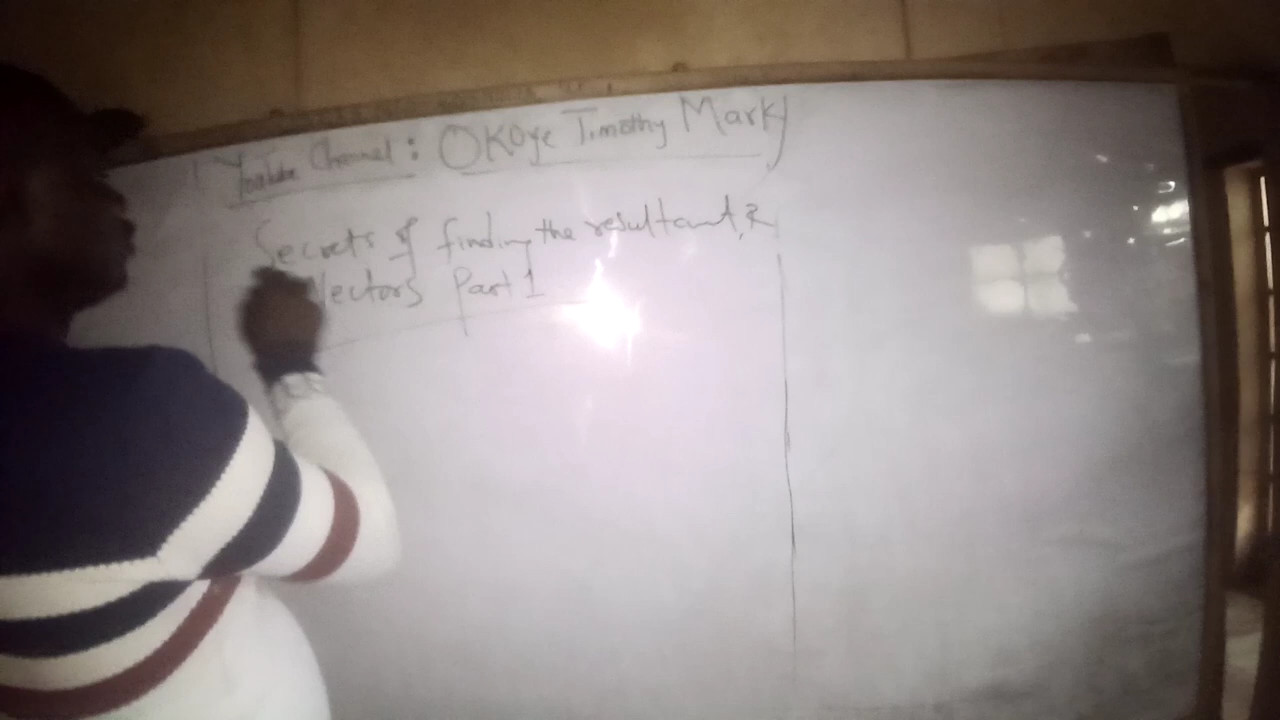 Youtube Channel: OKOye Timothy Mark
Secrets of finding the resultant, R
Vectors Part 1